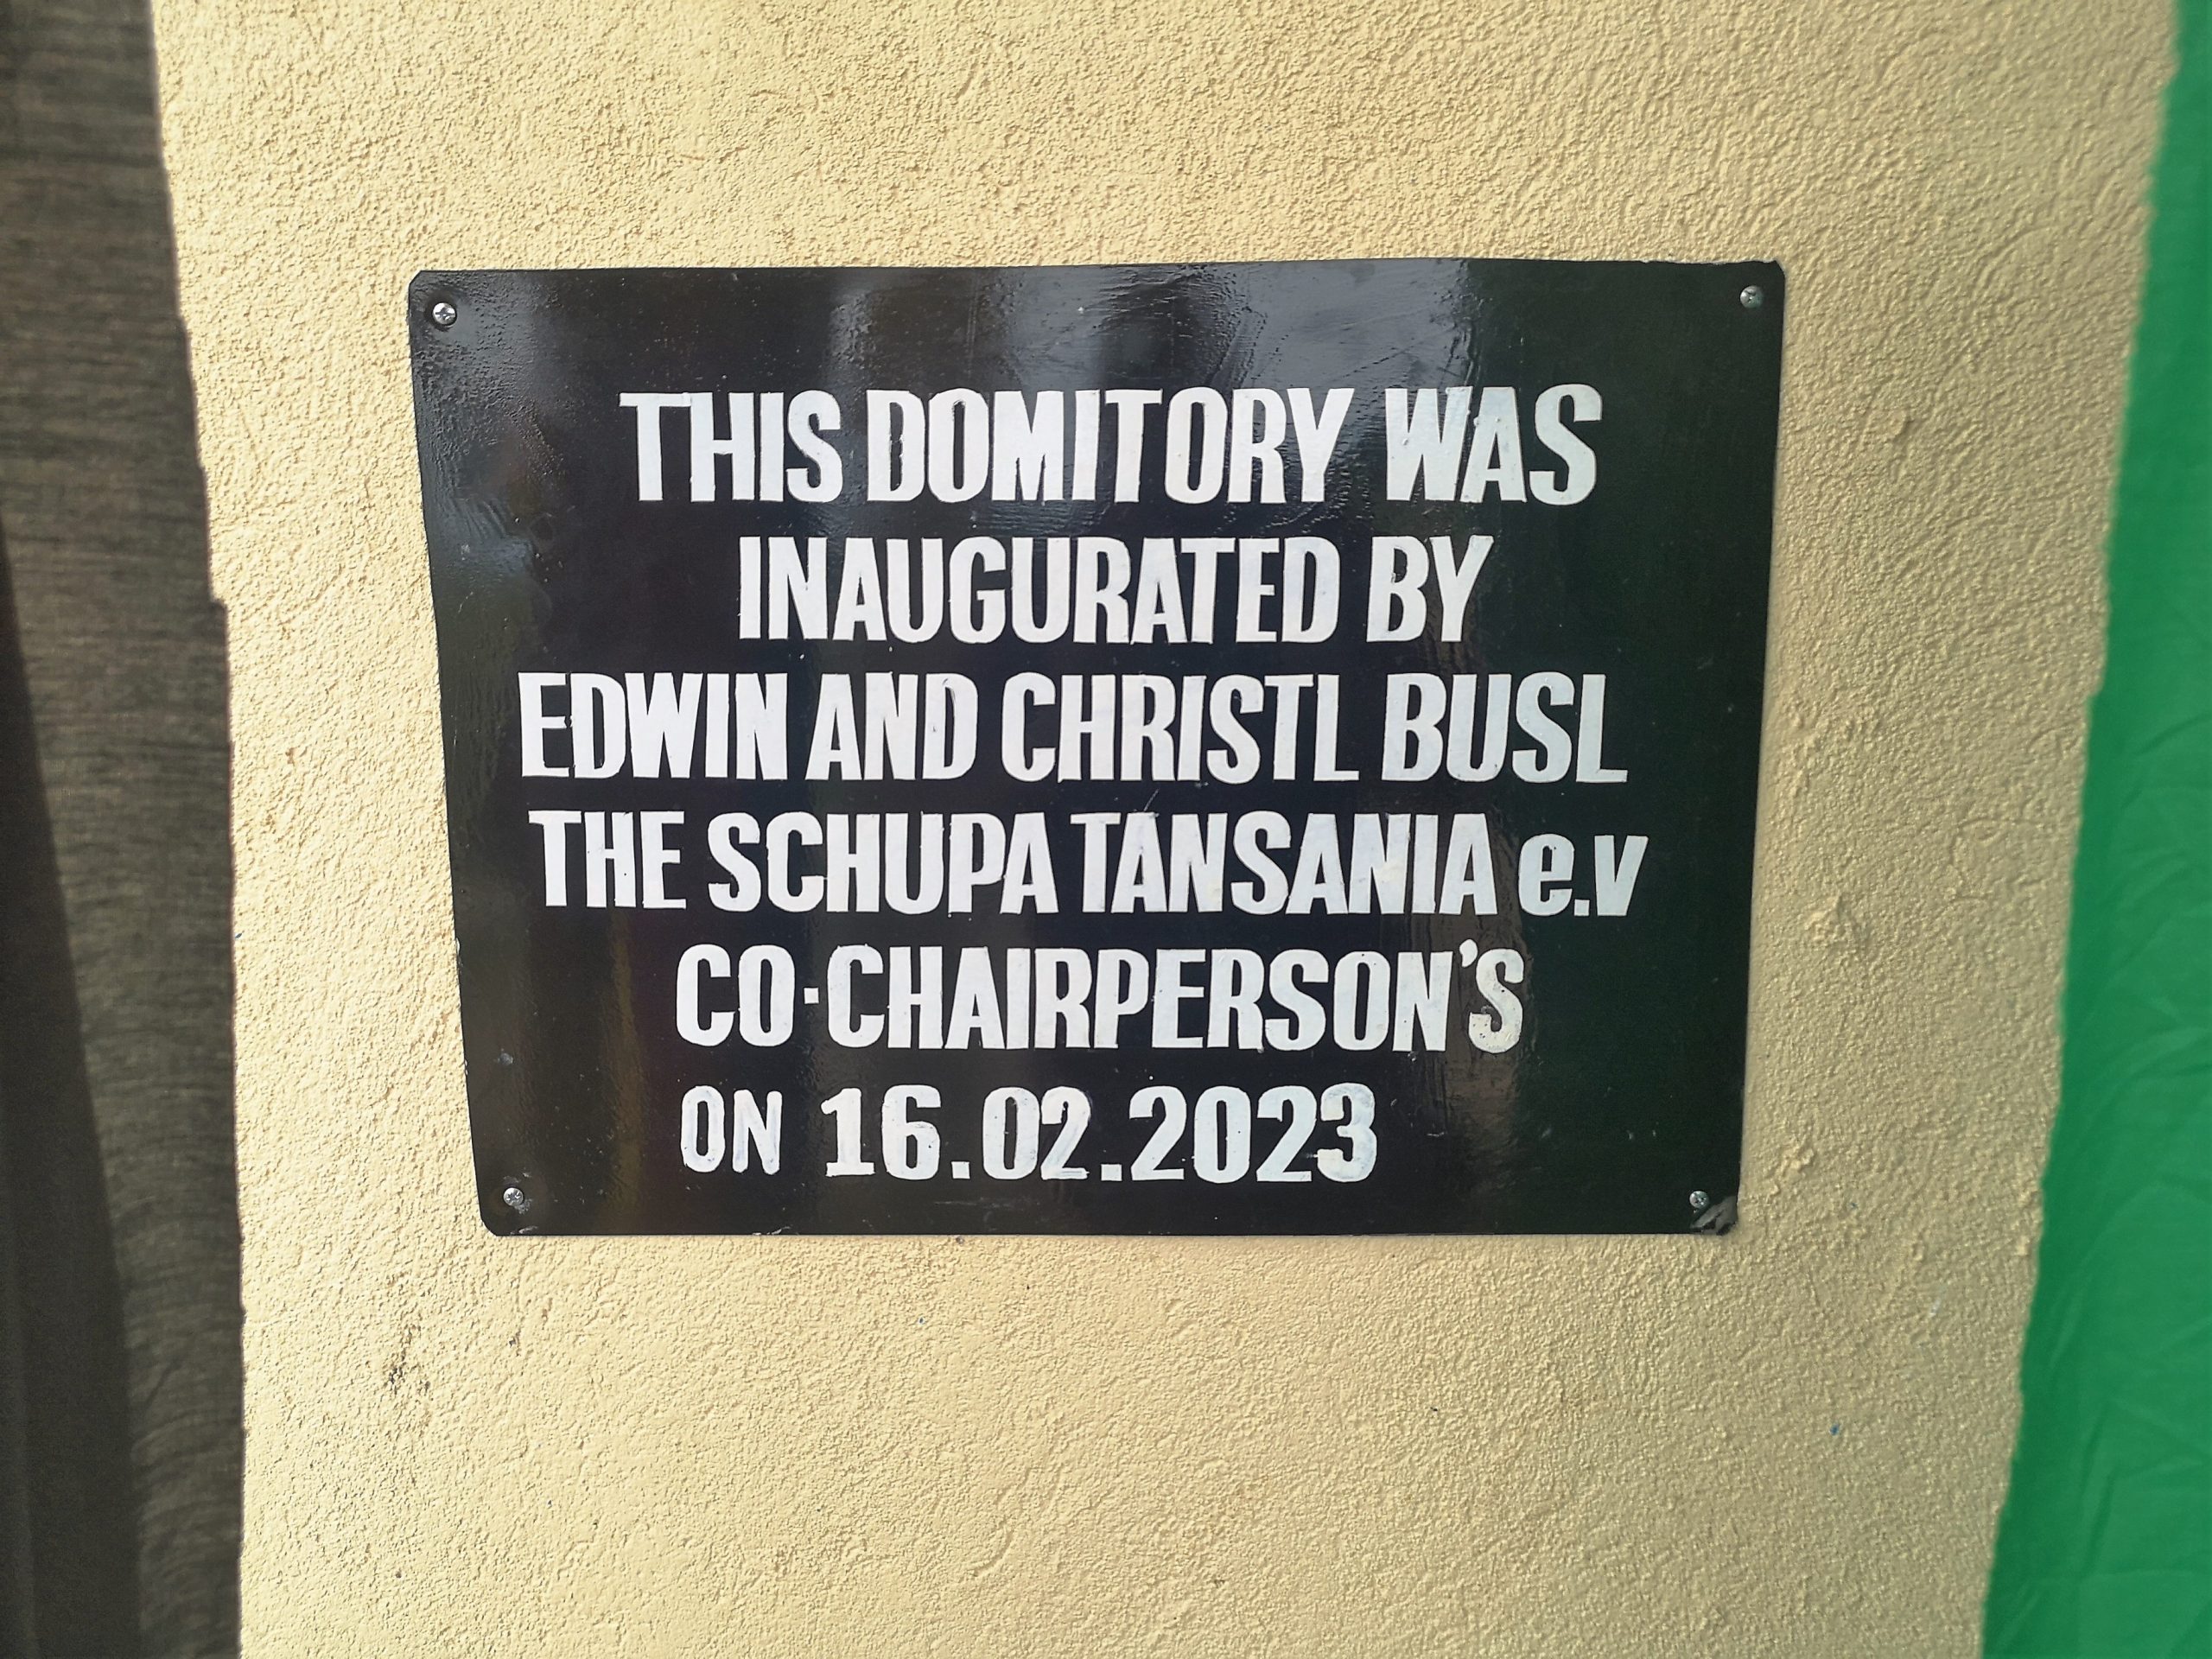 THIS DOMITORY WAS
INAUGURATED BY
EDWIN AND CHRISTL BUSL
THE SCHUPA TANSANIA e.V
CO-CHAIRPERSON'S
ON 16.02.2023